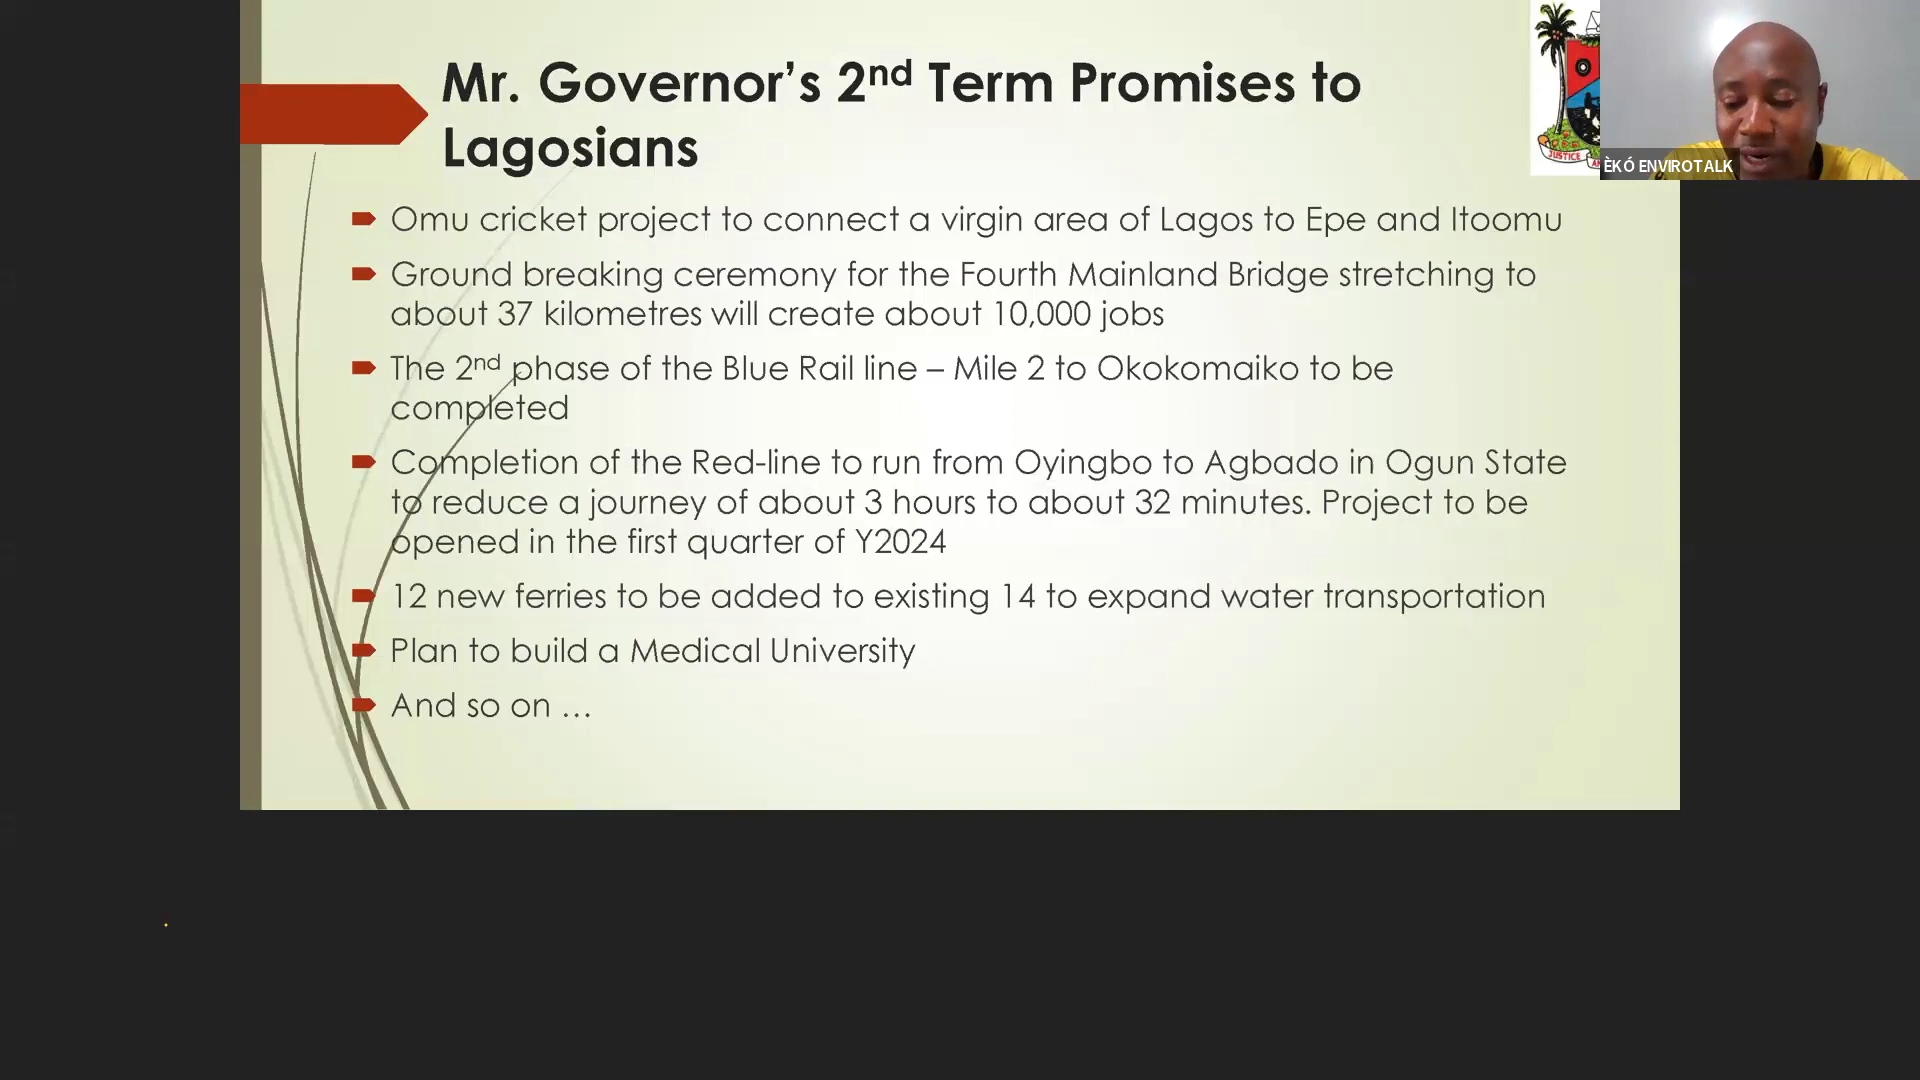 Mr. Governor’s 2nd Term Promises to
Lagosians
JUSTICE
ÈKÓ ENVIROTALK
Omu cricket project to connect a virgin area of Lagos to Epe and Itoomu
Ground breaking ceremony for the Fourth Mainland Bridge stretching to
about 37 kilometres will create about 10,000 jobs
The 2nd phase of the Blue Rail line – Mile 2 to Okokomaiko to be
completed
Completion of the Red-line to run from Oyingbo to Agbado in Ogun State
to reduce a journey of about 3 hours to about 32 minutes. Project to be
opened in the first quarter of Y2024
12 new ferries to be added to existing 14 to expand water transportation
Plan to build a Medical University
And so on …